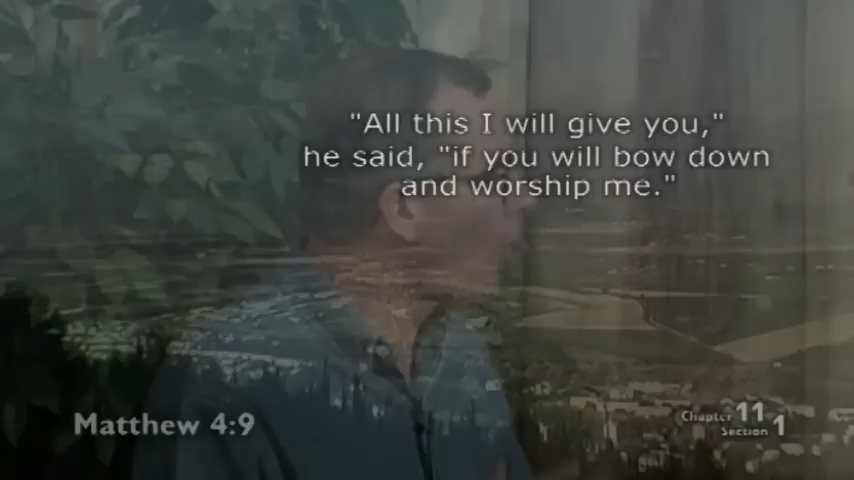 "All this I will give you,"
he said, "if you will bow down
and worship me."
Matthew 4:9
Chapter 11
Section 1